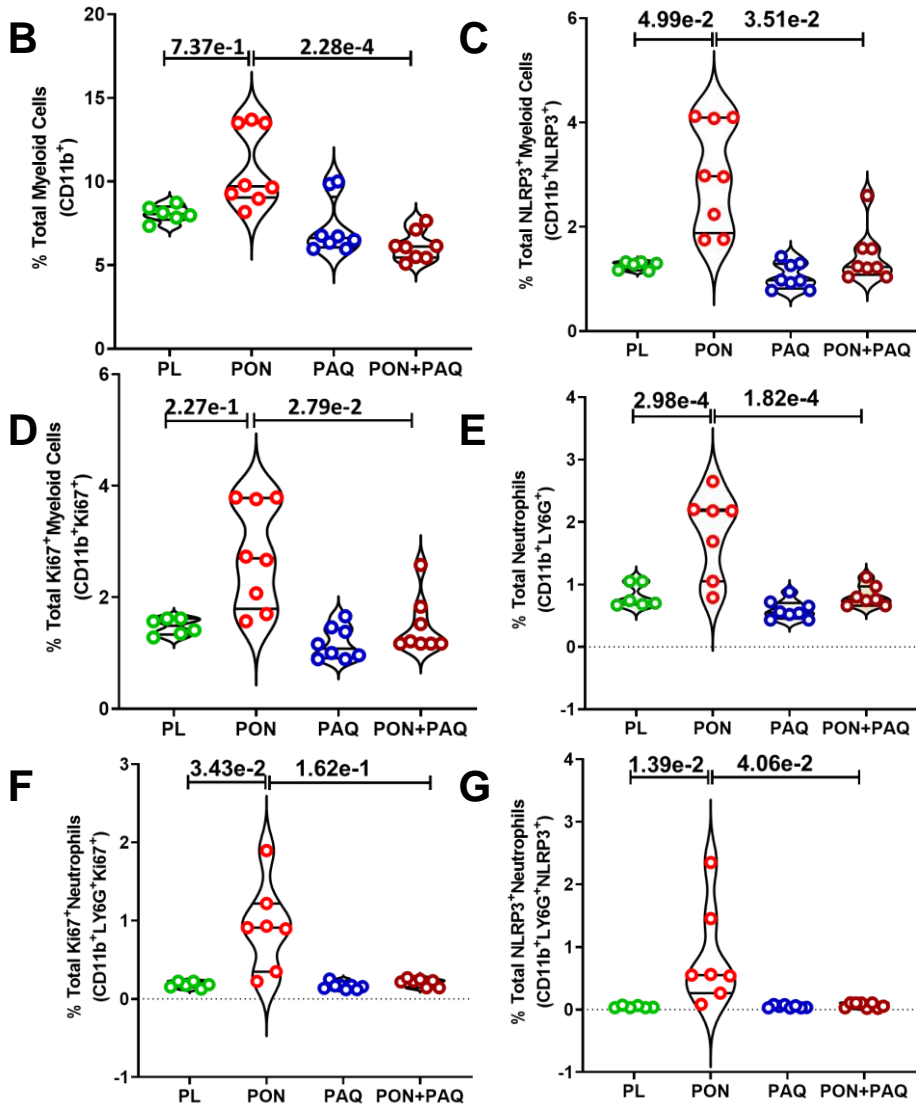 B
% Total Myeloid Cells
(CD11b⁺)
20
15
10
5
0
7.37e-1
2.28e-4
PL PON PAQ PON+PAQ
C
% Total NLRP3⁺Myeloid Cells
(CD11b⁺NLRP3⁺)
6
4
2
0
4.99e-2
3.51e-2
PL PON PAQ PON+PAQ
D
% Total Ki67⁺Myeloid Cells
(CD11b⁺Ki67⁺)
6
4
2
0
2.27e-1
2.79e-2
PL PON PAQ PON+PAQ
E
% Total Neutrophils
(CD11b⁺LY6G⁺)
4
3
2
1
0
-1
2.98e-4
1.82e-4
PL PON PAQ PON+PAQ
F
% Total Ki67⁺Neutrophils
(CD11b⁺LY6G⁺Ki67⁺)
3
2
1
0
-1
3.43e-2
1.62e-1
PL PON PAQ PON+PAQ
G
% Total NLRP3⁺Neutrophils
(CD11b⁺LY6G⁺NLRP3⁺)
4
3
2
1
0
-1
1.39e-2
4.06e-2
PL PON PAQ PON+PAQ